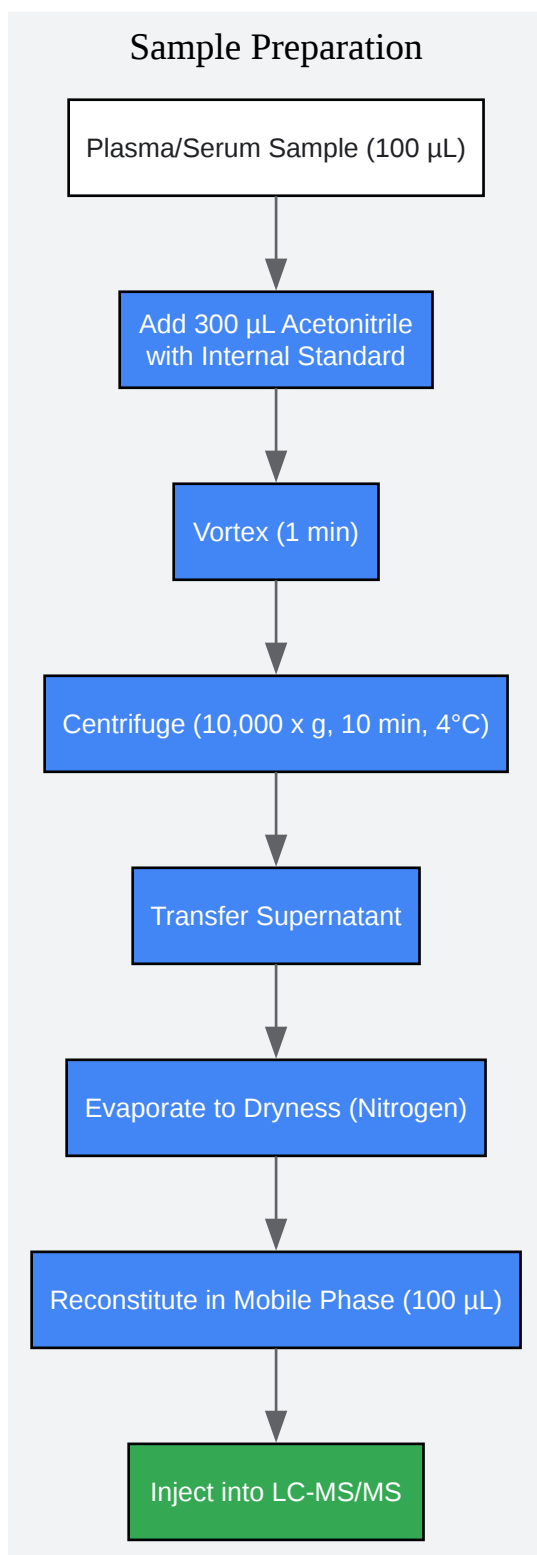 Sample Preparation
Plasma/Serum Sample (100 µL)
Add 300 µL Acetonitrile
with Internal Standard
Vortex (1 min)
Centrifuge (10,000 x g, 10 min, 4°C)
Transfer Supernatant
Evaporate to Dryness (Nitrogen)
Reconstitute in Mobile Phase (100 µL)
Inject into LC-MS/MS